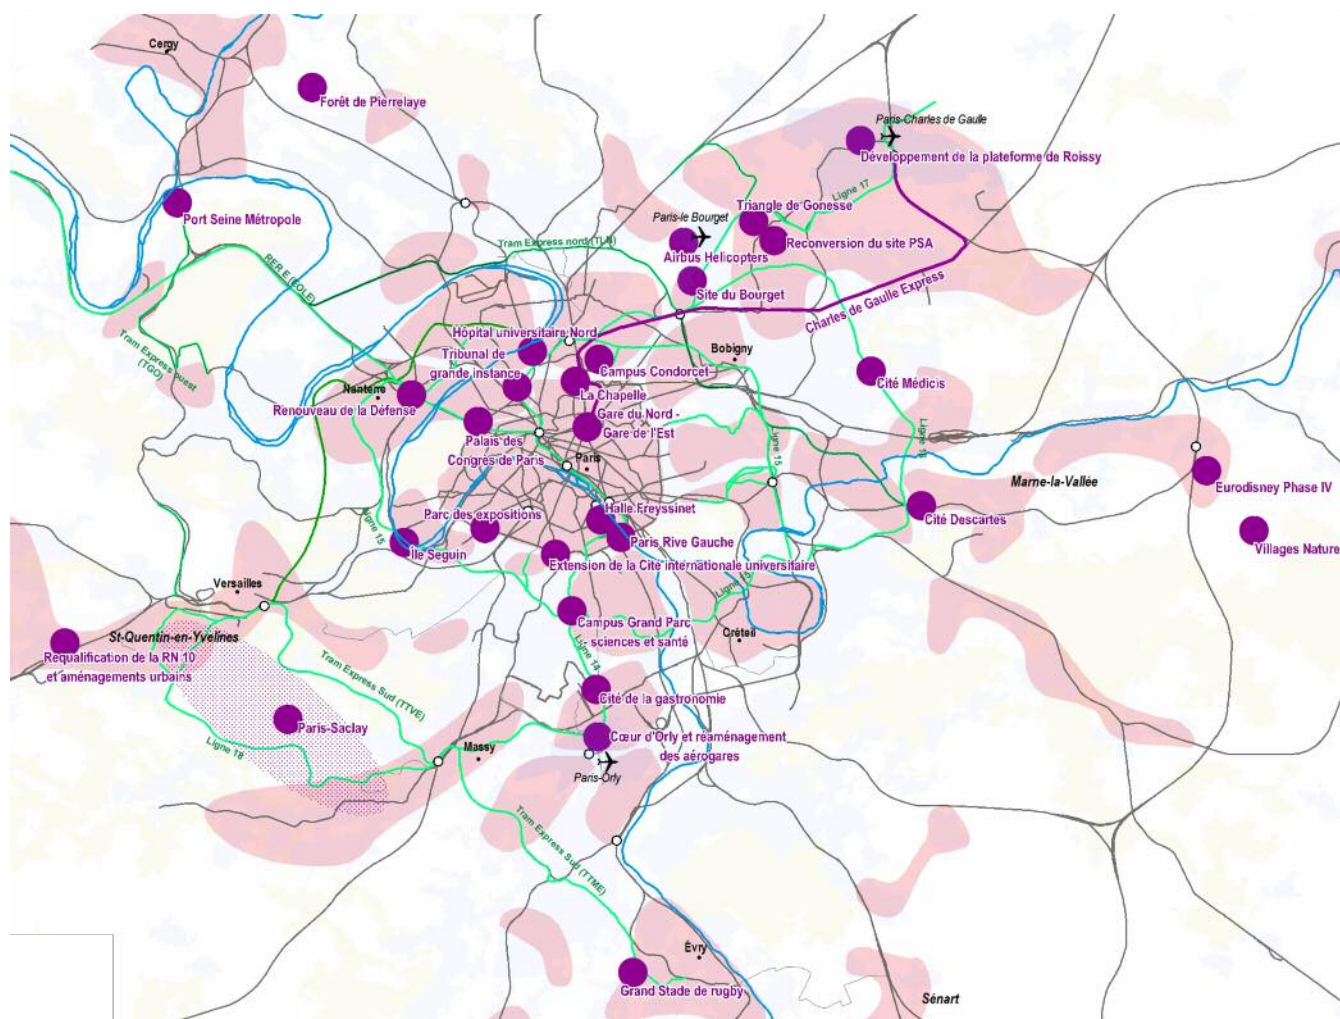 Cergy
Forêt de Pierrelaye
Paris-Charles de Gaulle
Développement de la plateforme de Roissy
Ligne 17
Port Seine Métropole
Triangle de Gonesse
Paris-le Bourget
Reconversion du site PSA
Tram Express nord (TLN)
Airbus Helicopters
RER E (EOLE)
Site du Bourget
Charles de Gaulle Express
Tram Express ouest
(TGO)
Hôpital universitaire Nord
Tribunal de
grande instance
Bobigny
Campus Condorcet
Cité Médicis
Nanterre
La Chapelle
Renouveau de la Défense
Gare du Nord -
Gare de l'Est
Palais des
Congrès de Paris
Paris
Ligne 15
Ligne 16
Marne-la-Vallée
Eurodisney Phase IV
Parc des expositions
Halle Freyssinet
Cité Descartes
Ligne 15
Île Seguin
Paris Rive Gauche
Villages Nature
Extension de la Cité internationale universitaire
Versailles
Ligne 15
St-Quentin-en-Yvelines
Campus Grand Parc
- sciences et santé
Créteil
Requalification de la RN 10
et aménagements urbains
Tram Express Sud (TTVE)
Ligne 14
Cité de la gastronomie
Paris-Saclay
Ligne 18
Massy
Cœur d'Orly et réaménagement
des aérogares
Paris-Orly
Tram Express Sud (TTME)
Évry
Grand Stade de rugby
Sénart